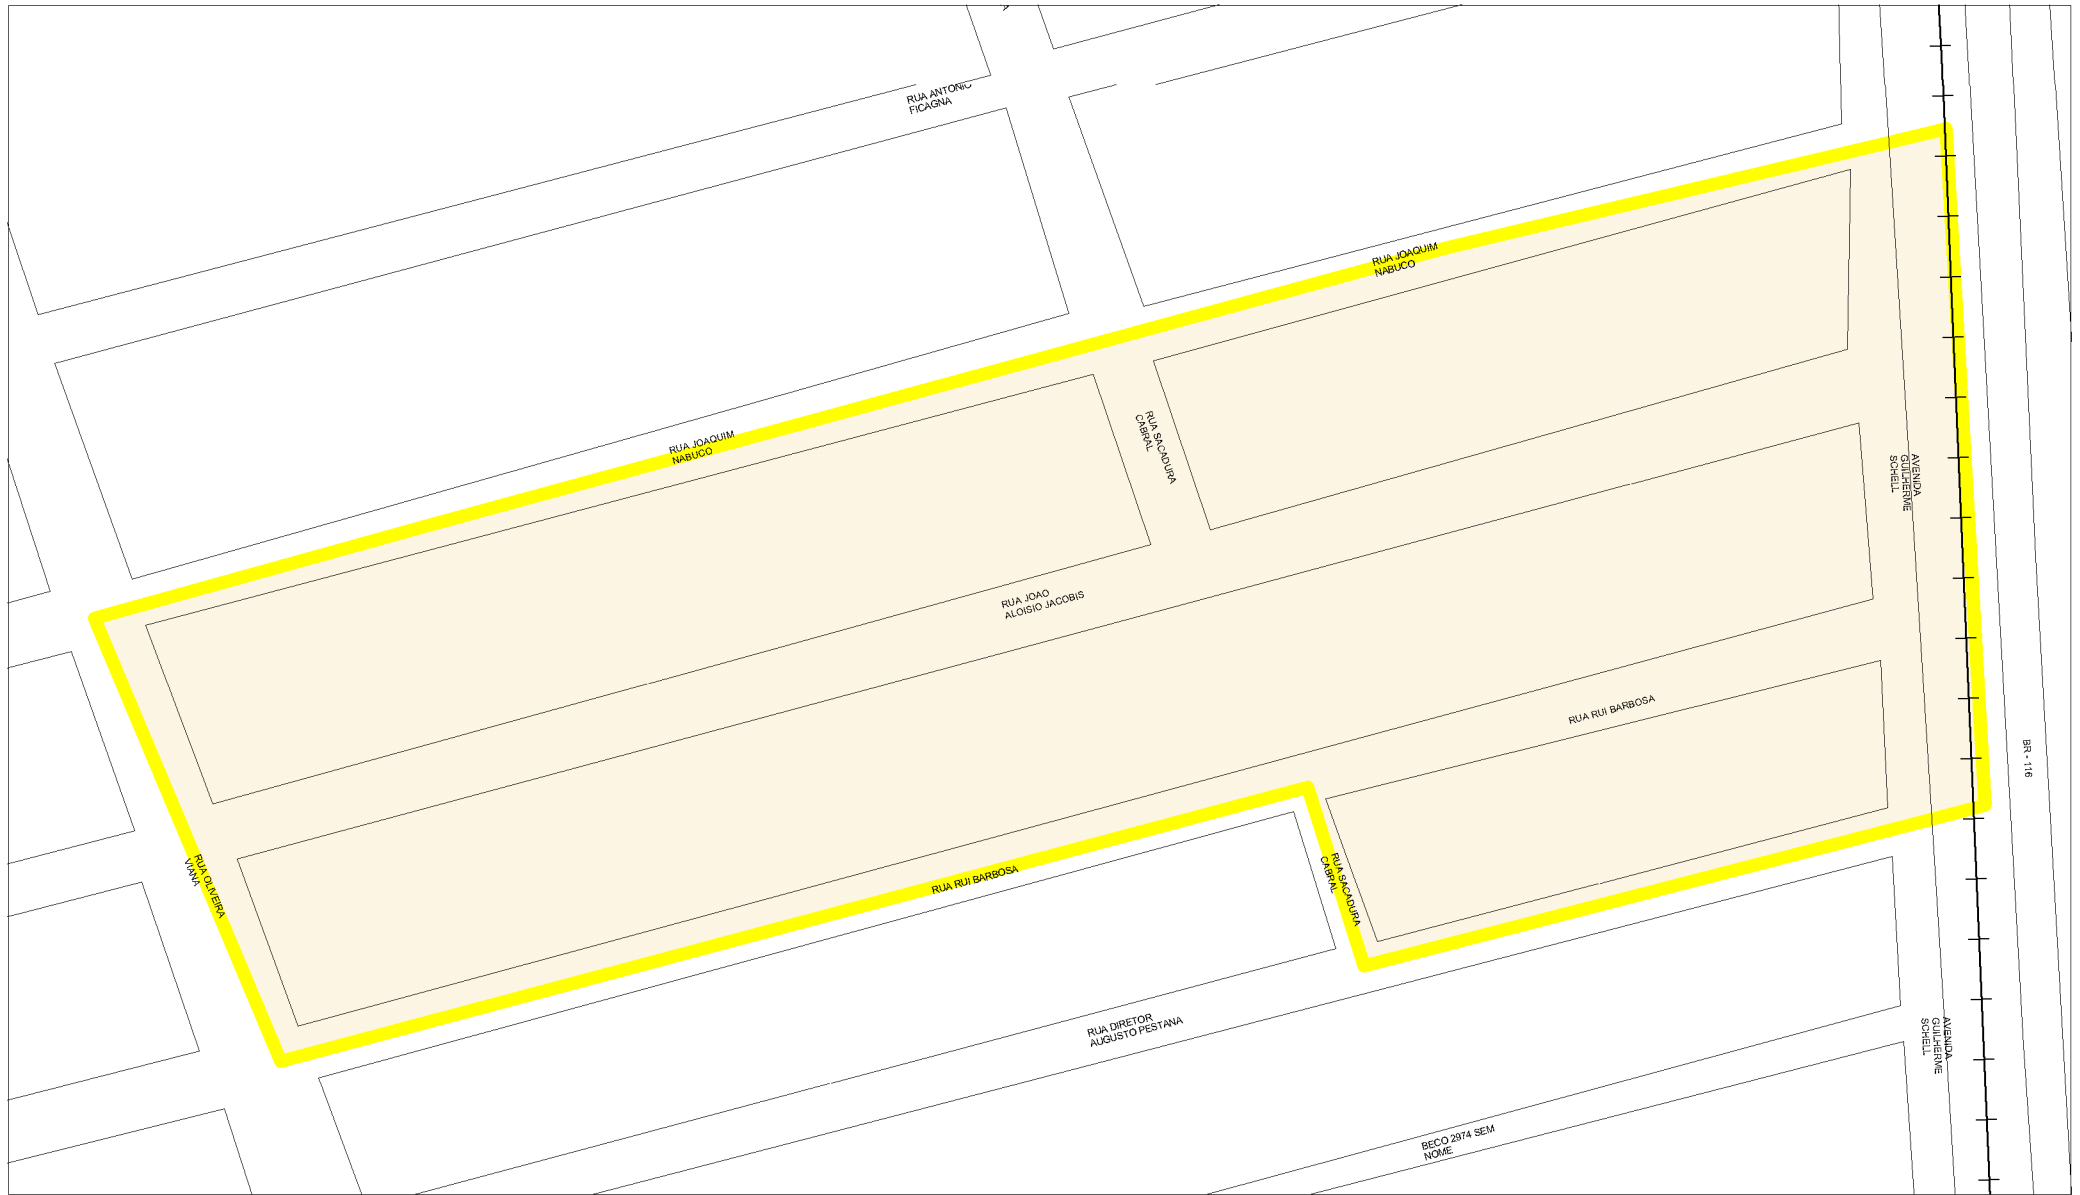 RUA ANTONIO
FICAGNA
RUA JOAQUIM
NABUCO
RUA JOAQUIM
NABUCO
RUA SACADURA
CABRAL
AVENIDA
GUILHERME
SCHELL
RUA JOAO
ALOISIO JACOBIS
RUA RUI BARBOSA
BR - 116
RUA OLIVEIRA
VIANA
RUA RUI BARBOSA
RUA SACADURA
CABRAL
RUA DIRETOR
AUGUSTO PESTANA
AVENIDA
GUILHERME
SCHELL
BECO 2974 SEM
NOME